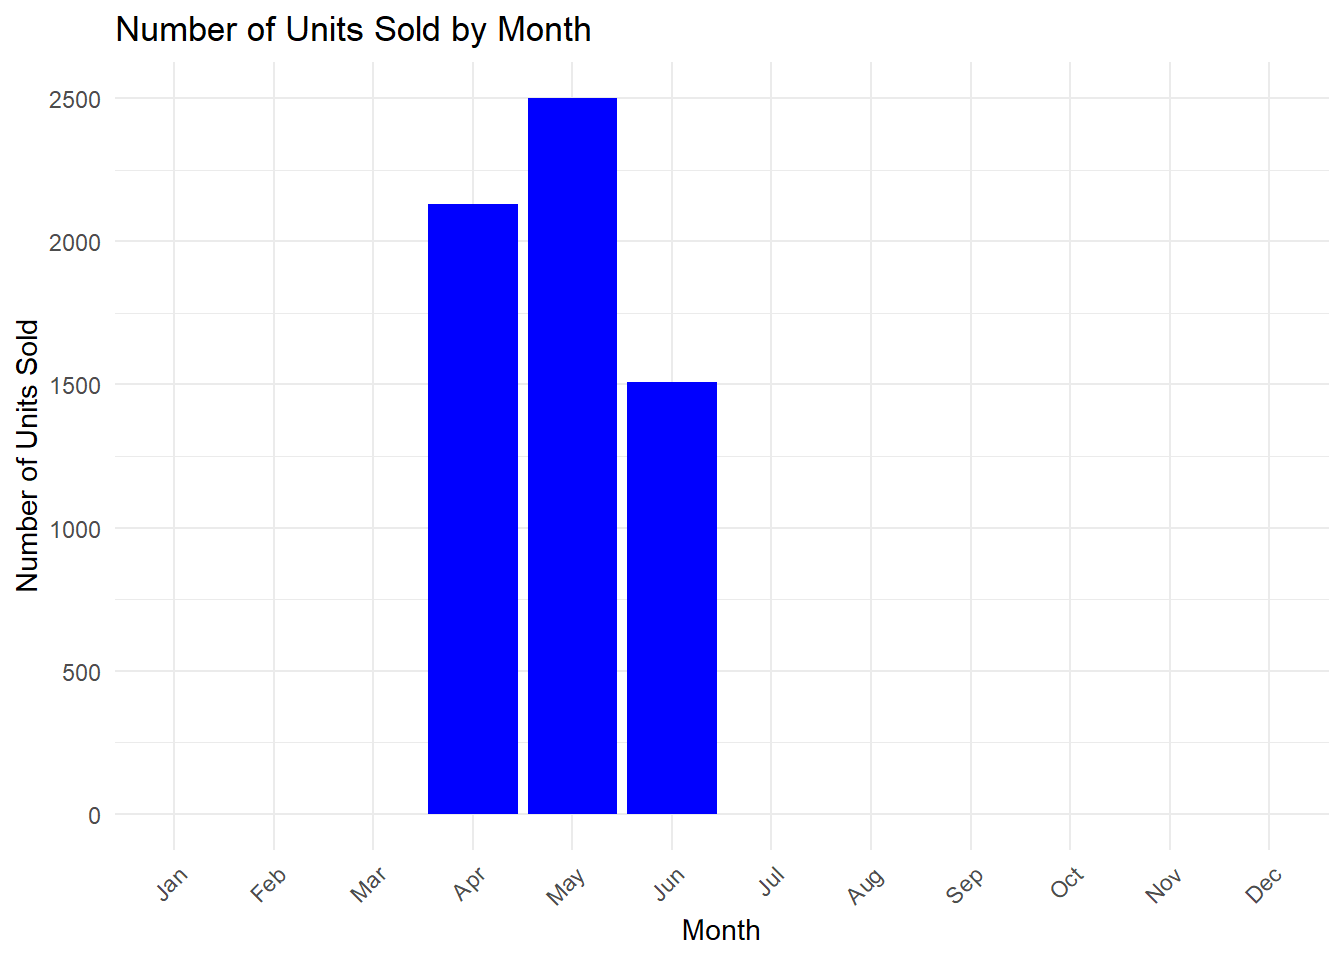 Number of Units Sold by Month
Number of Units Sold
2500
2000
1500
1000
500
0
Jan Feb Mar Apr May Jun Jul Aug Sep Oct Nov Dec
Month